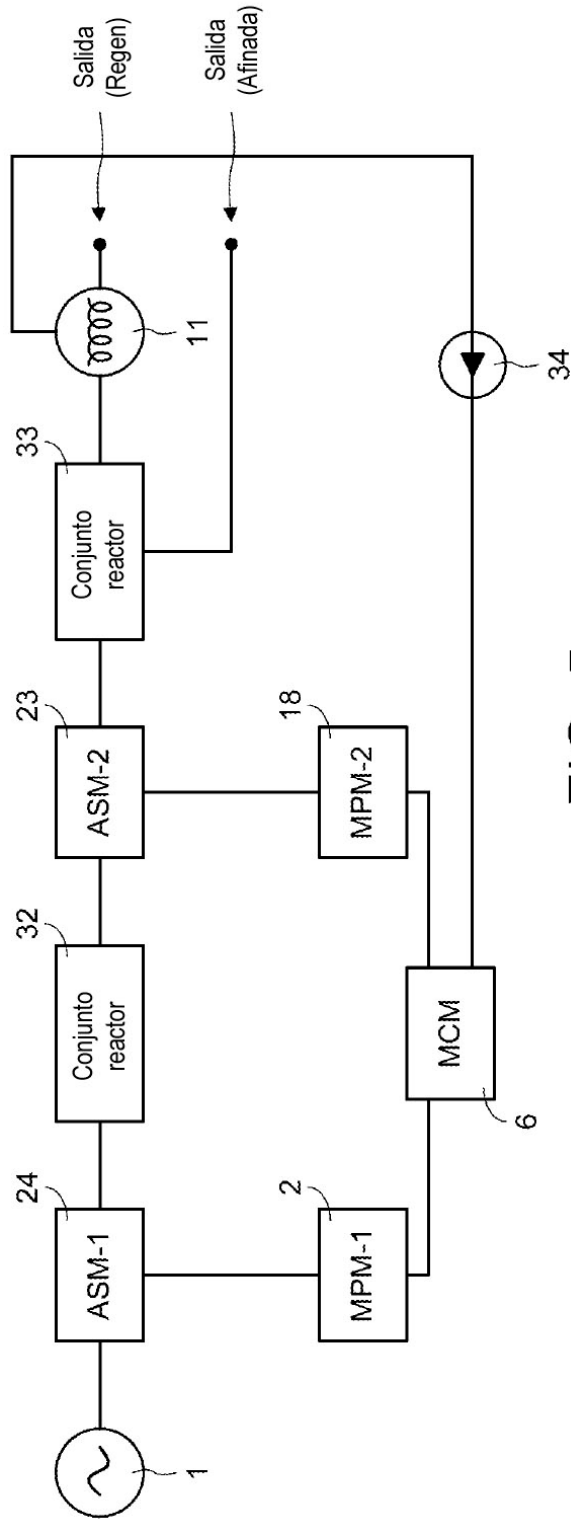 Salida
(Regen)
Salida
(Afinada)
11
33
Conjunto
reactor
23
ASM-2
32
Conjunto
reactor
24
ASM-1
1
18
MPM-2
2
MPM-1
34
MCM
6
FIG.